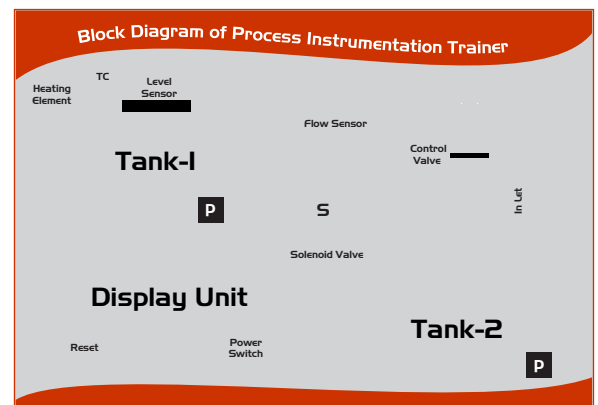 Block Diagram of Process Instrumentation Trainer
TC
Heating
Element
Level
Sensor
Flow Sensor
Control
Valve
Tank-1
In Let
P
S
Solenoid Valve
Display Unit
Tank-2
Reset
Power
Switch
P